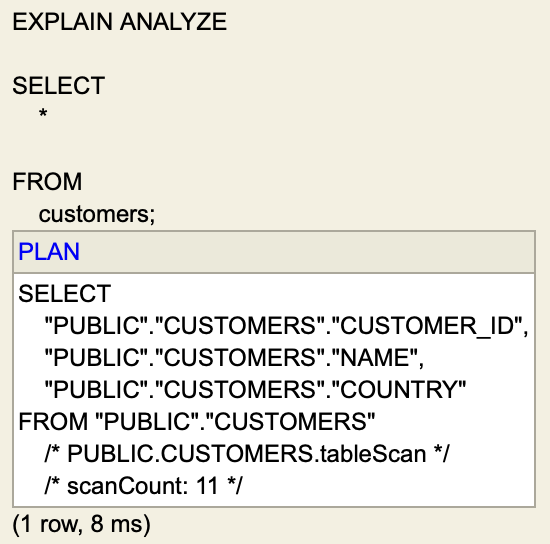 EXPLAIN ANALYZE
SELECT
*
FROM
customers;
PLAN
SELECT
"PUBLIC"."CUSTOMERS"."CUSTOMER_ID",
"PUBLIC"."CUSTOMERS"."NAME",
"PUBLIC"."CUSTOMERS"."COUNTRY"
FROM "PUBLIC"."CUSTOMERS"
/* PUBLIC.CUSTOMERS.tableScan */
/* scanCount: 11 */
(1 row, 8 ms)